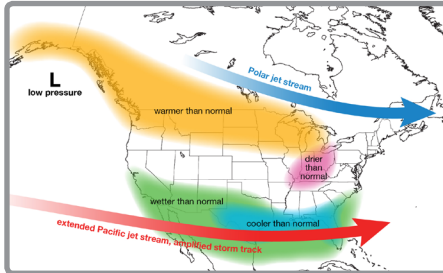 Polar jet stream
L
low pressure
warmer than normal
drier
than
normal
wetter than normal
cooler than normal
extended Pacific jet stream, amplified storm track